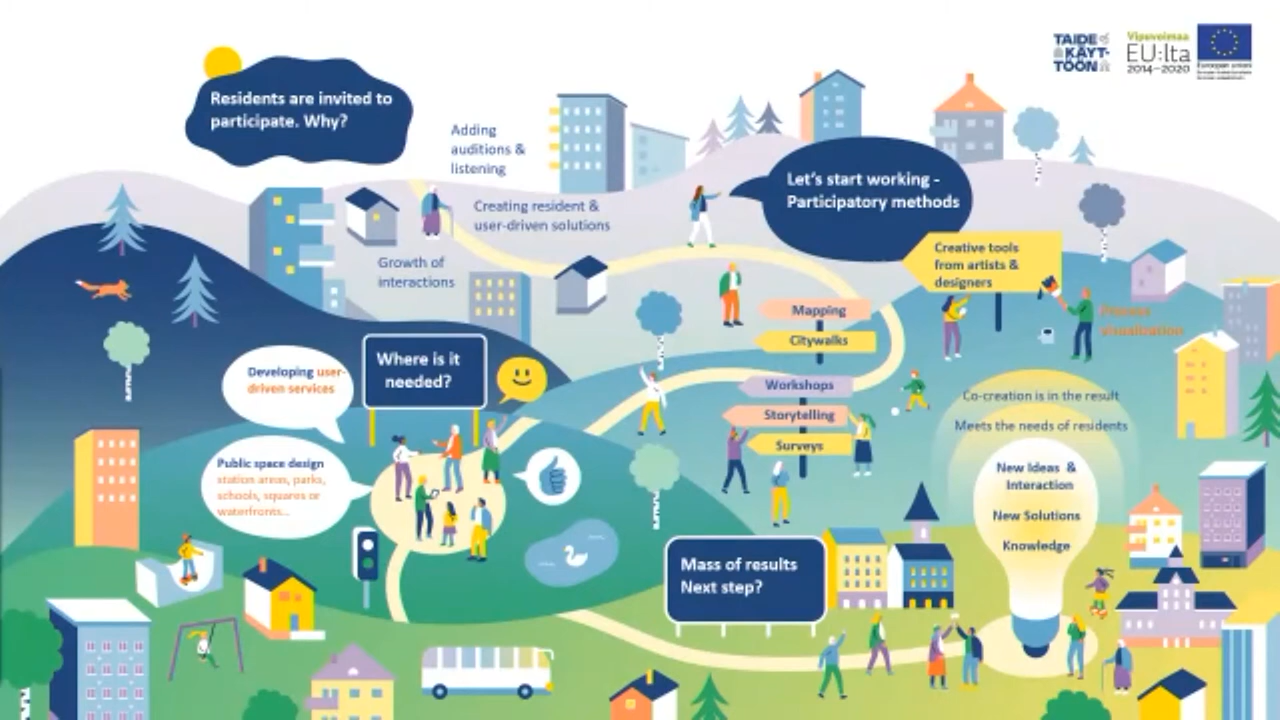 TAIDE
KÄYT-
TÖÖN
Vipuvoimaa
EU:lta
2014–2020
Residents are invited to
participate. Why?
Adding
auditions &
listening
Creating resident &
user-driven solutions
Growth of
interactions
Let's start working -
Participatory methods
Creative tools
from artists &
designers
Process
visualization
Mapping
Citywalks
Workshops
Storytelling
Surveys
Where is it
needed?
Developing user-
driven services
Public space design
station areas, parks,
schools, squares or
waterfronts...
Co-creation is in the result
Meets the needs of residents
New Ideas &
Interaction
New Solutions
Knowledge
Mass of results
Next step?